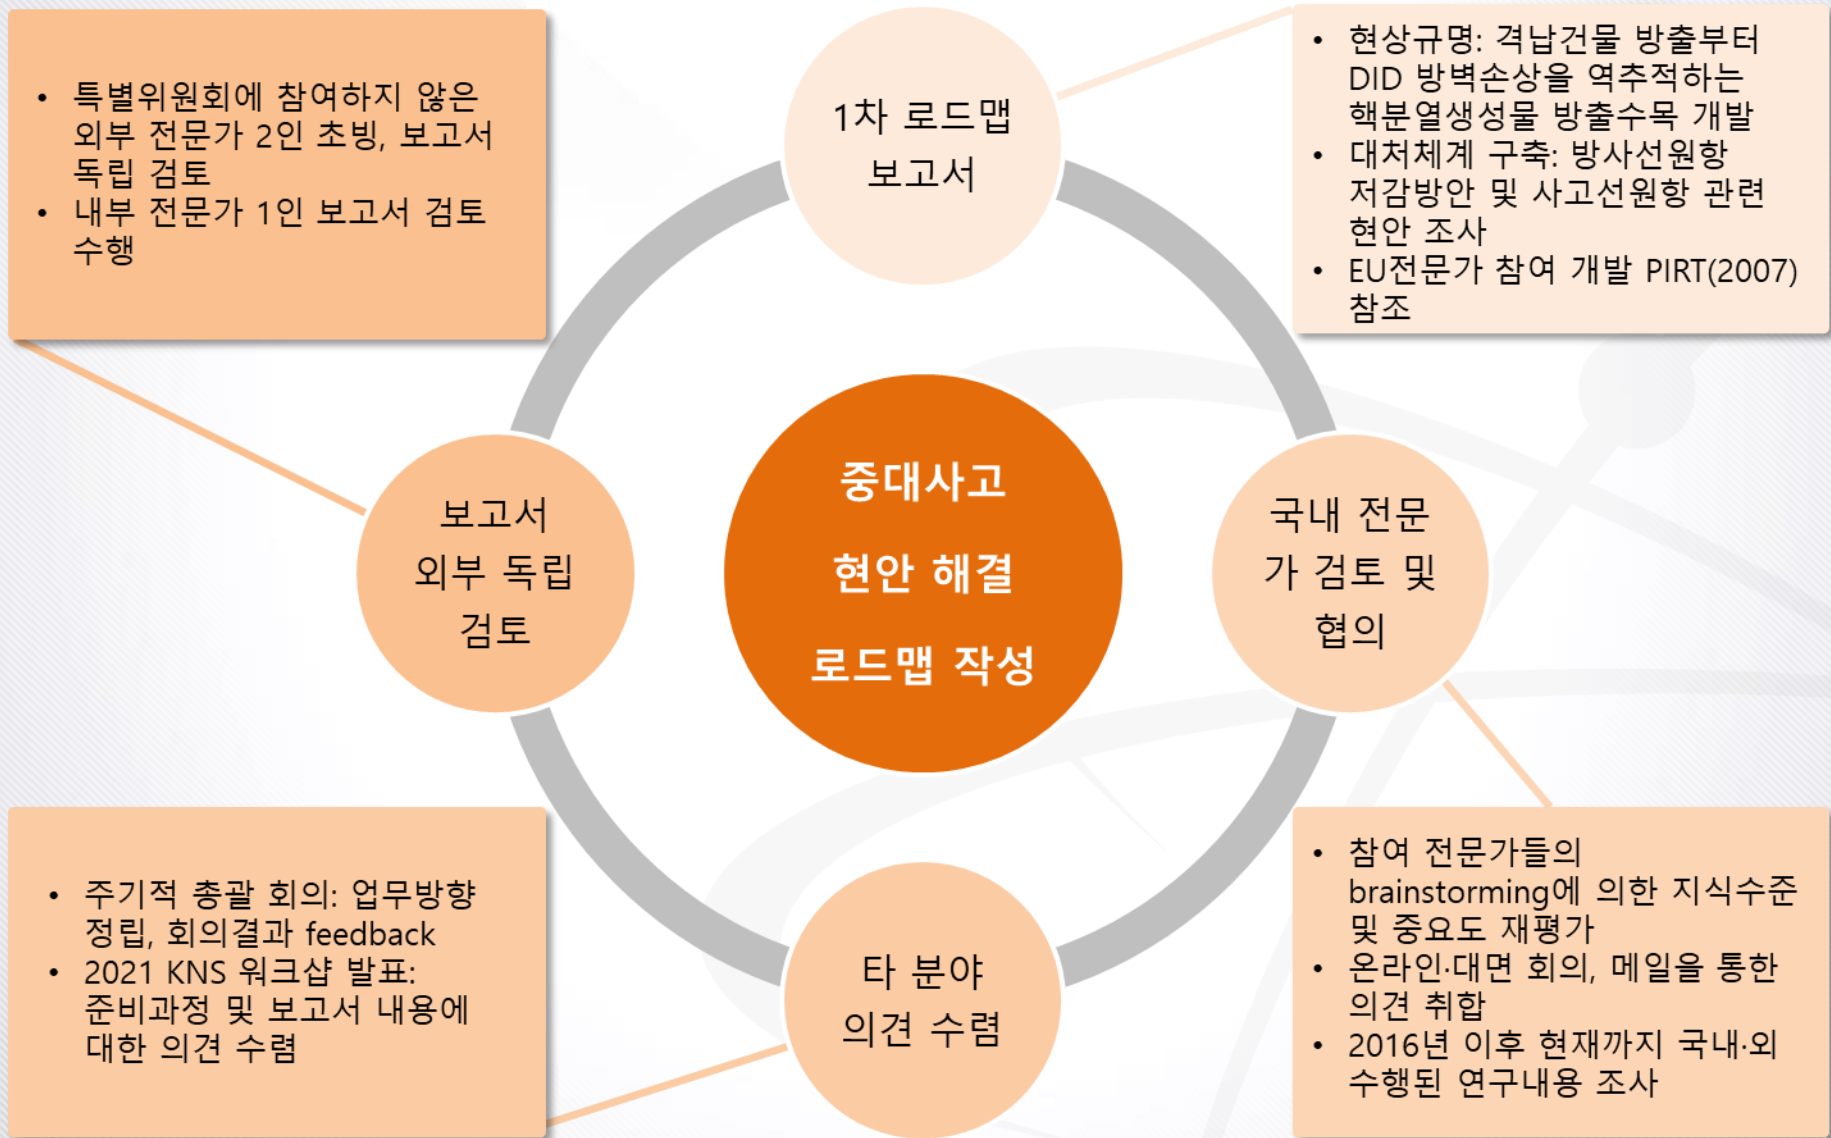 • 특별위원회에 참여하지 않은
외부 전문가 2인 초빙, 보고서
독립 검토
• 내부 전문가 1인 보고서 검토
수행
1차 로드맵
보고서
• 현상규명: 격납건물 방출부터
DID 방벽손상을 역추적하는
핵분열생성물 방출수목 개발
• 대처체계 구축: 방사선원항
저감방안 및 사고선원항 관련
현안 조사
• EU전문가 참여 개발 PIRT(2007)
참조
보고서
외부 독립
검토
중대사고
현안 해결
로드맵 작성
국내 전문
가 검토 및
협의
• 주기적 총괄 회의: 업무방향
정립, 회의결과 feedback
• 2021 KNS 워크샵 발표:
준비과정 및 보고서 내용에
대한 의견 수렴
타 분야
의견 수렴
• 참여 전문가들의
brainstorming에 의한 지식수준
및 중요도 재평가
• 온라인·대면 회의, 메일을 통한
의견 취합
• 2016년 이후 현재까지 국내·외
수행된 연구내용 조사